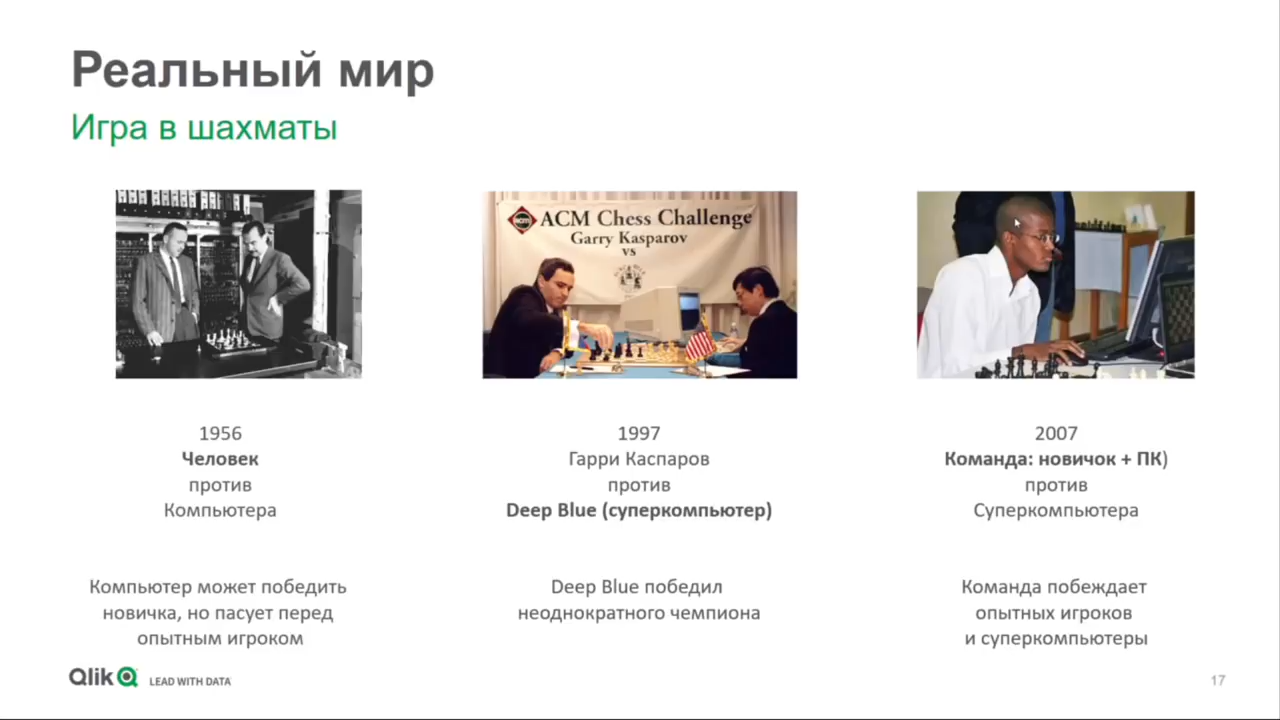 Реальный мир
Игра в шахматы
ACM Chess Challenge
Garry Kasparov
vs
1956
Человек
против
Компьютера
Компьютер может победить
новичка, но пасует перед
опытным игроком
1997
Гарри Каспаров
против
Deep Blue (суперкомпьютер)
Deep Blue победил
неоднократного чемпиона
2007
Команда: новичок + ПК)
против
Суперкомпьютера
Команда побеждает
опытных игроков
и суперкомпьютеры
Qlik LEAD WITH DATA
17